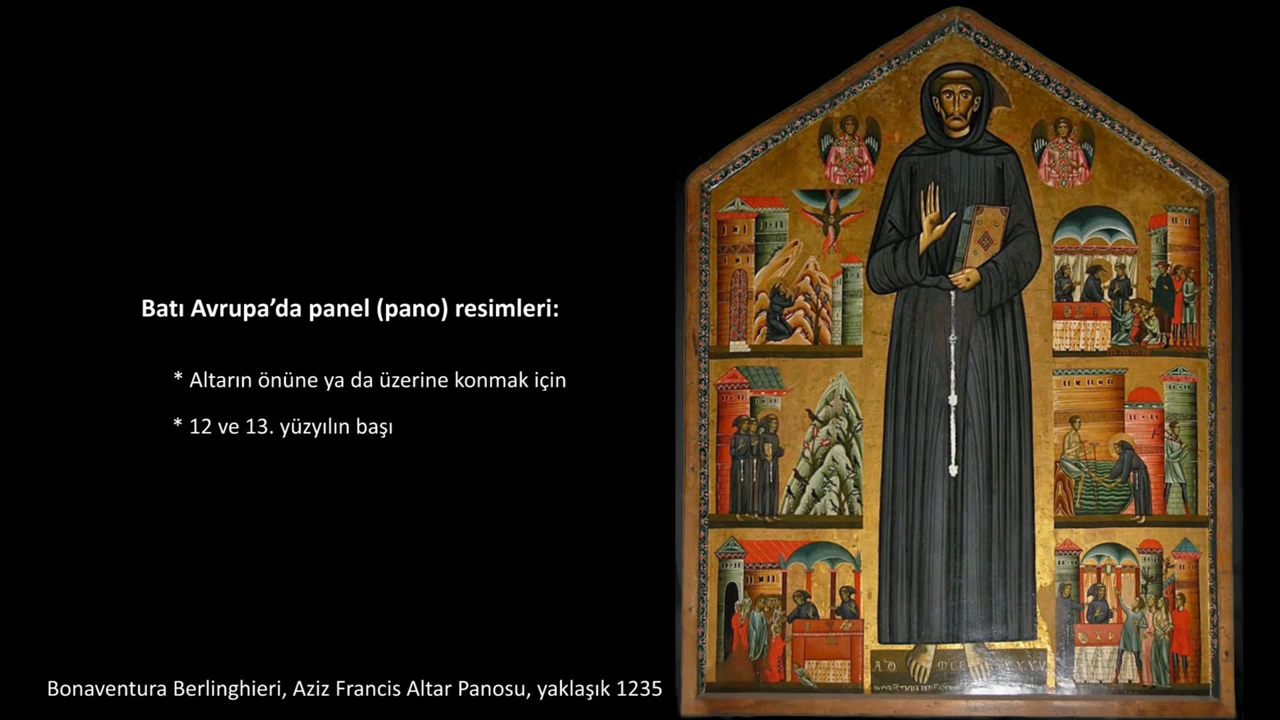 Batı Avrupa’da panel (pano) resimleri:
* Altarın önüne ya da üzerine konmak için
* 12 ve 13. yüzyılın başı
Bonaventura Berlinghieri, Aziz Francis Altar Panosu, yaklaşık 1235